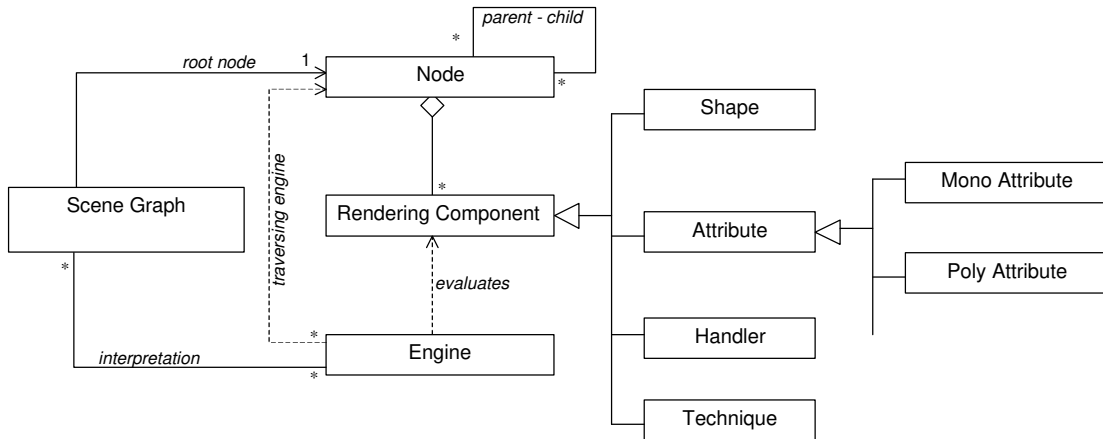 parent - child
*
root node
1
Node
*
Shape
traversing engine
Mono Attribute
*
Scene Graph
Rendering Component
Attribute
*
Poly Attribute
evaluates
*
Handler
interpretation
Engine
*
Technique